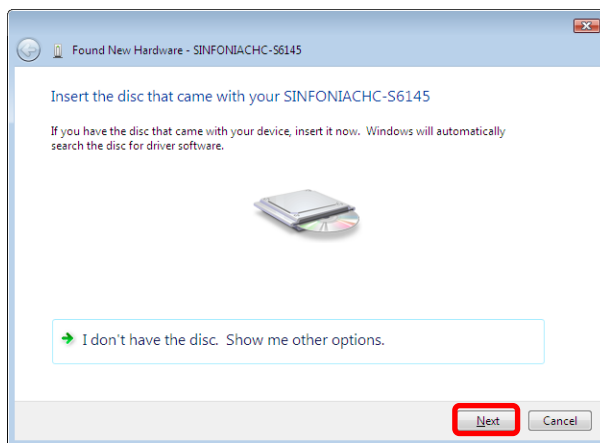 Found New Hardware - SINFONIACHC-S6145
Insert the disc that came with your SINFONIACHC-S6145
If you have the disc that came with your device, insert it now.  Windows will automatically
search the disc for driver software.
I don't have the disc.  Show me other options.
Next
Cancel